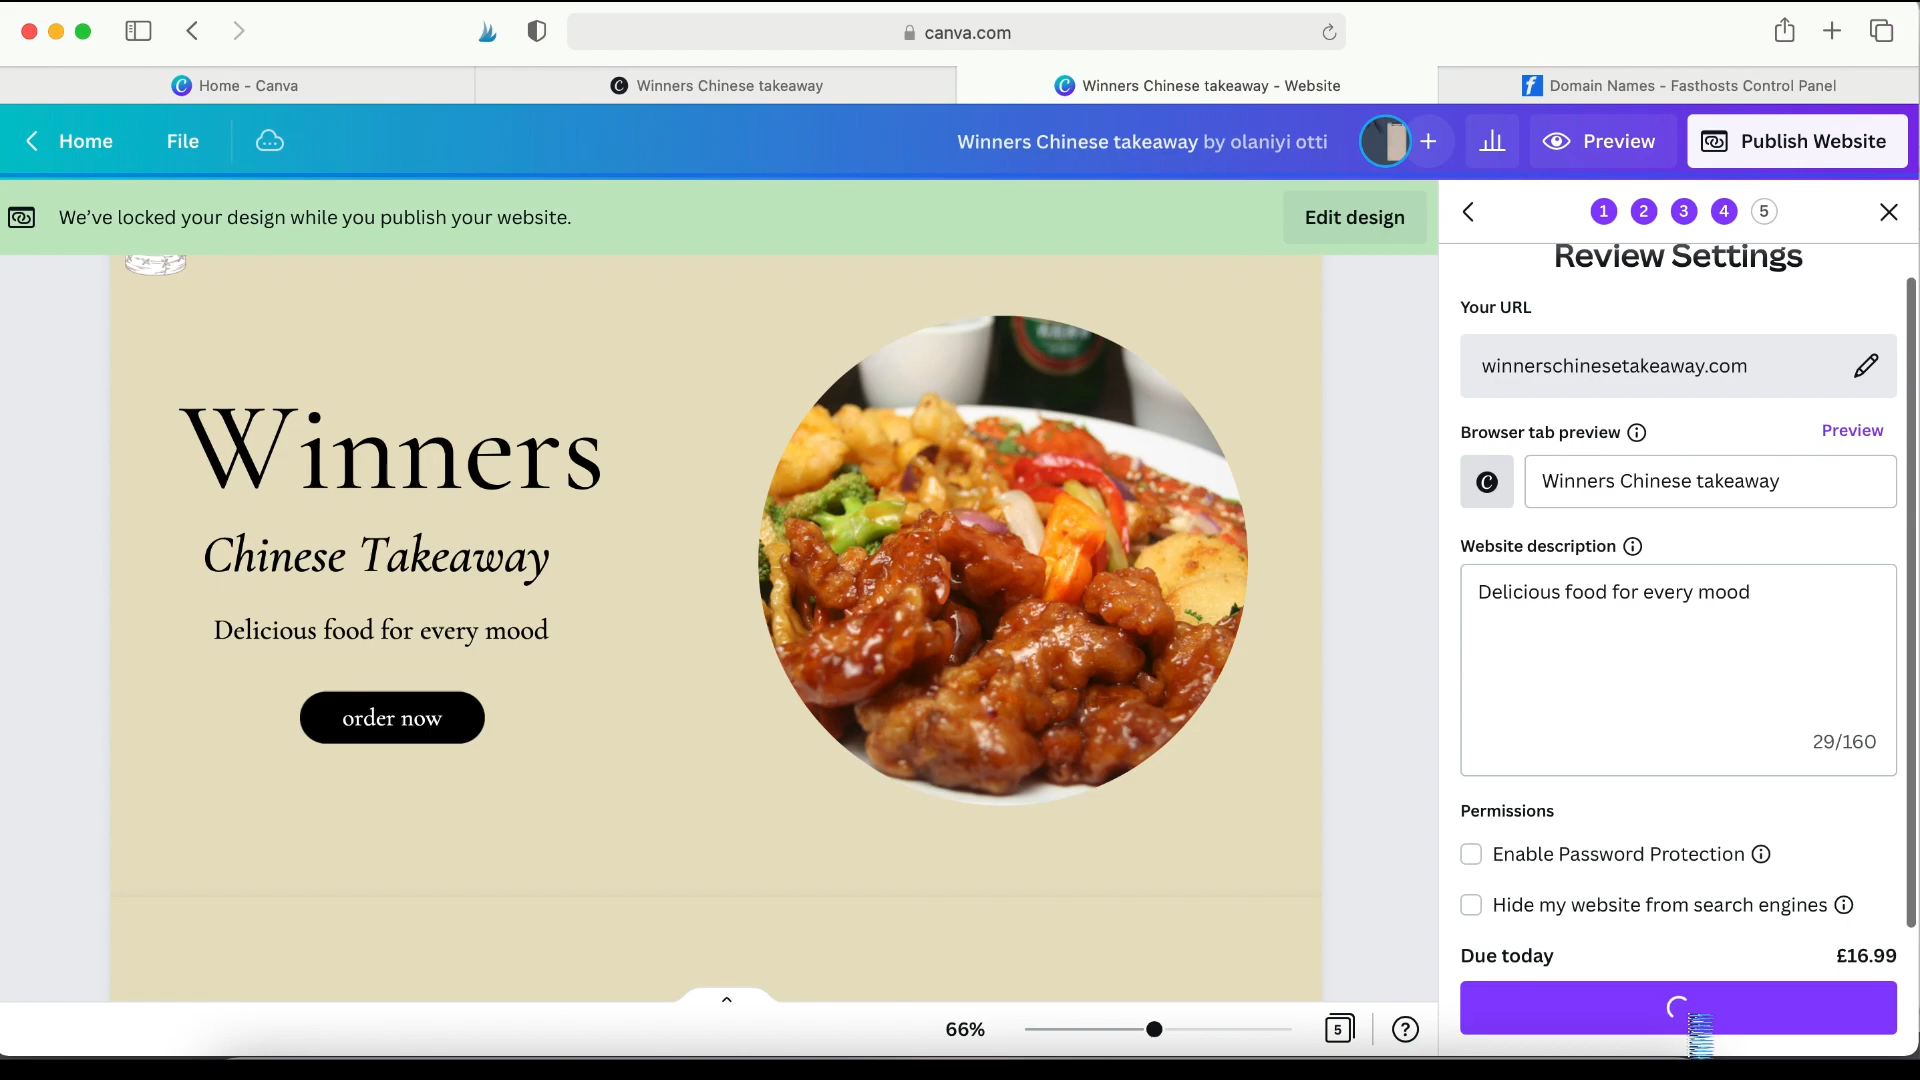 canva.com
Home - Canva
Winners Chinese takeaway
Winners Chinese takeaway - Website
Domain Names - Fasthosts Control Panel
Home
File
Winners Chinese takeaway by olaniyi otti
Preview
Publish Website
We've locked your design while you publish your website.
Edit design
1
2
3
4
5
Review Settings
Your URL
winnerschinesetakeaway.com
Browser tab preview
Preview
Winners Chinese takeaway
Website description
Delicious food for every mood
29/160
Permissions
Enable Password Protection
Hide my website from search engines
Due today
£16.99
Winners
Chinese Takeaway
Delicious food for every mood
order now
66%
5